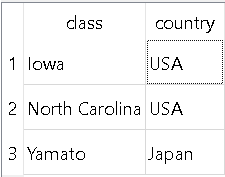 class country
1 Iowa USA
2 North Carolina USA
3 Yamato Japan